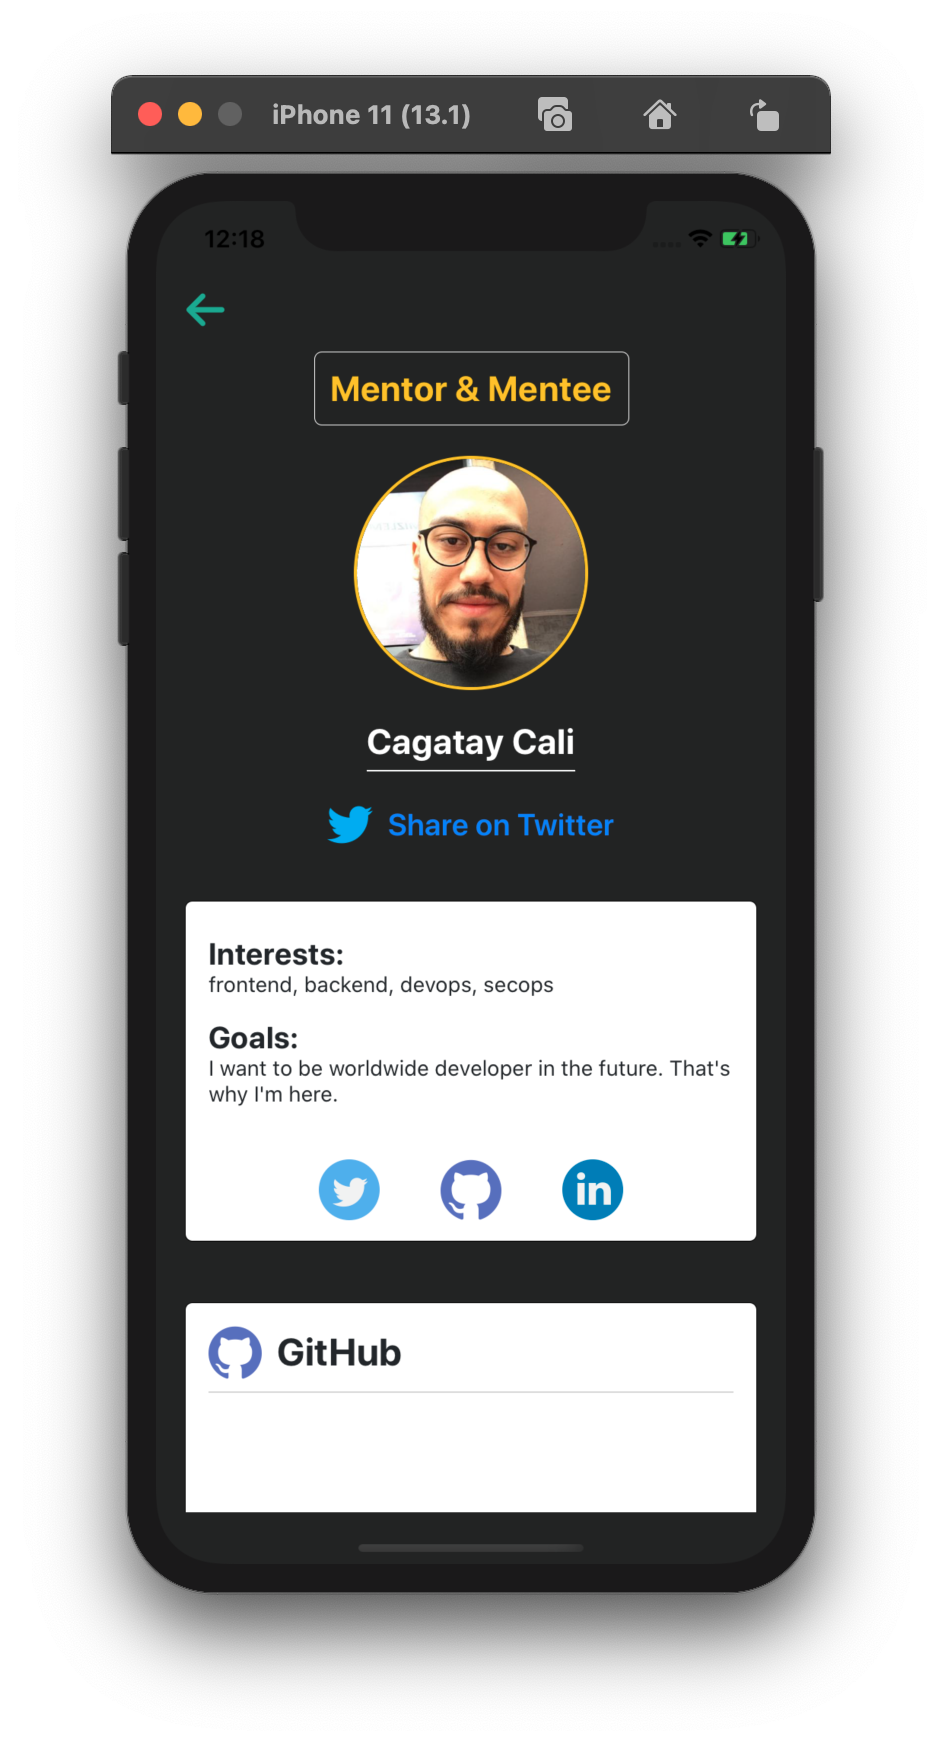 iPhone 11 (13.1)
12:18
Mentor & Mentee
Cagatay Cali
Share on Twitter
Interests:
frontend, backend, devops, secops
Goals:
I want to be worldwide developer in the future. That's
why I'm here.
in
GitHub